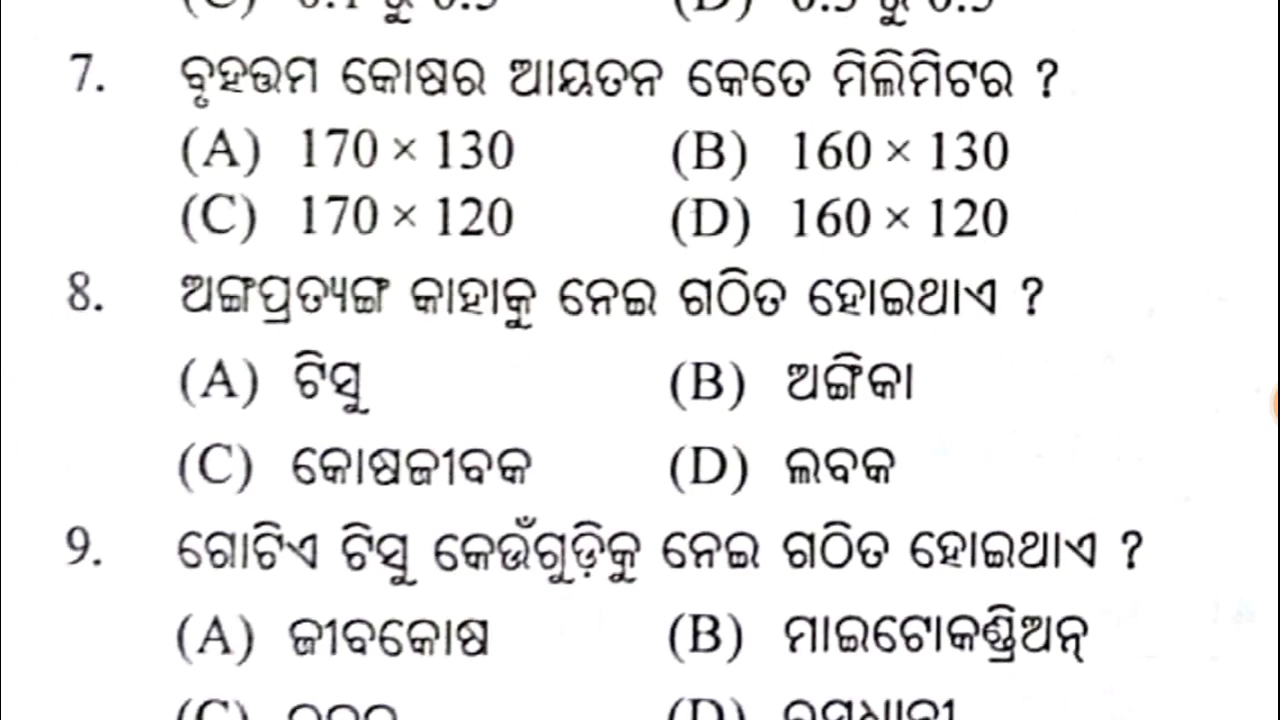 7. ବୃହତ୍ତମ କୋଷର ଆୟତନ କେତେ ମିଲିମିଟର ?
(A) 170 × 130 (B) 160 × 130
(C) 170 × 120 (D) 160 × 120
8. ଅଙ୍ଗପ୍ରତ୍ୟଙ୍ଗ କାହାକୁ ନେଇ ଗଠିତ ହୋଇଥାଏ ?
(A) ଟିସୁ (B) ଅଙ୍ଗିକା
(C) କୋଷଜୀବକ (D) ଲବକ
9. ଗୋଟିଏ ଟିସୁ କେଉଁଗୁଡ଼ିକୁ ନେଇ ଗଠିତ ହୋଇଥାଏ ?
(A) ଜୀବକୋଷ (B) ମାଇଟୋକଣ୍ଡ୍ରିଅନ୍
(C) (D)